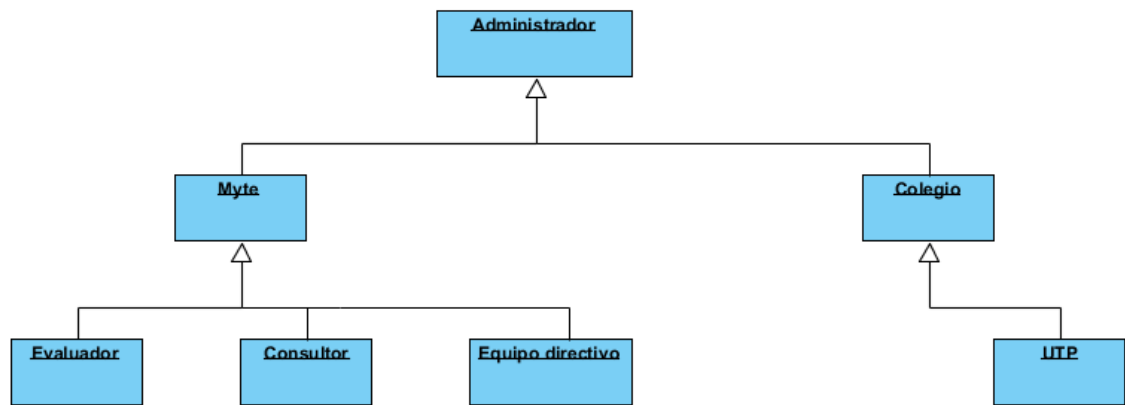 Administrador
Myte
Colegio
Evaluador
Consultor
Equipo directivo
UTP